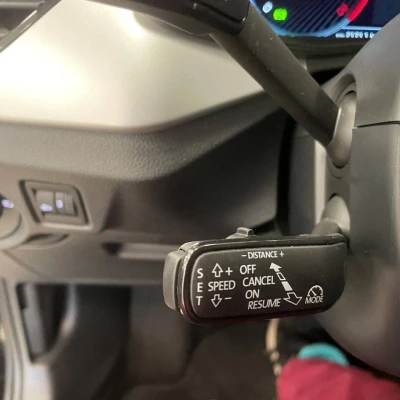 - DISTANCE +
S E T
+ OFF
SPEED CANCEL
- ON
RESUME MODE